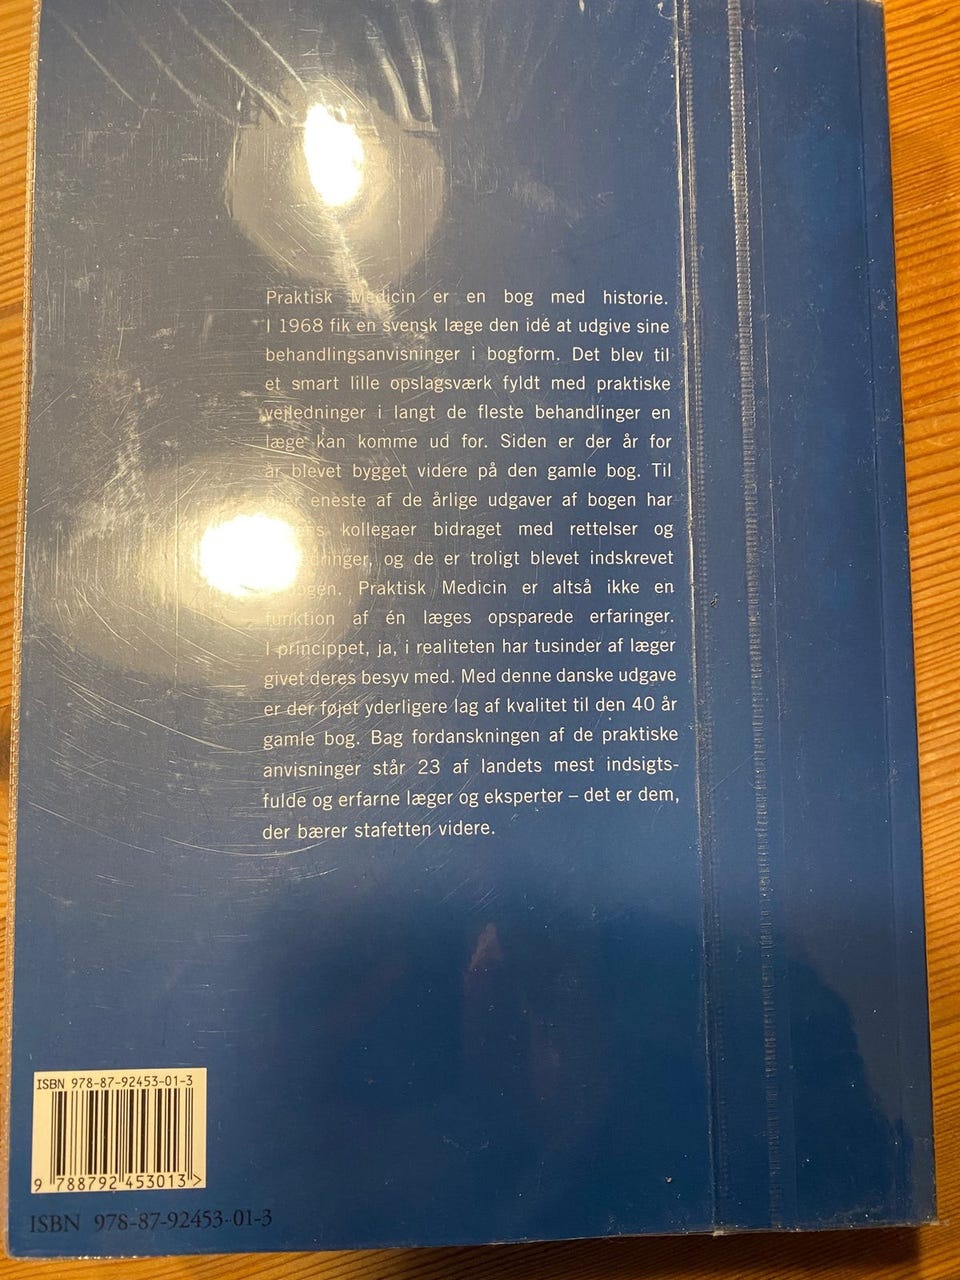 Praktisk Medicin er en bog med historie.
I 1968 fik en svensk læge den idé at udgive sine
behandlingsanvisninger i bogform. Det blev til
et smart lille opslagsværk fyldt med praktiske
vejledninger i langt de fleste behandlinger en
læge kan komme ud for. Siden er der år for
år blevet bygget videre på den gamle bog. Til
eneste af de årlige udgaver af bogen har
kollegaer bidraget med rettelser og
og de er troligt blevet indskrevet
Praktisk Medicin er altså ikke en
funktion af én læges opsparede erfaringer.
I princippet, ja, i realiteten har tusinder af læger
givet deres besyv med. Med denne danske udgave
er der føjet yderligere lag af kvalitet til den 40 år
gamle bog. Bag fordanskningen af de praktiske
anvisninger står 23 af landets mest indsigts-
fulde og erfarne læger og eksperter – det er dem,
der bærer stafetten videre.
ISBN 978-87-92453-01-3
9 788792 453013 >
ISBN 978-87-92453-01-3